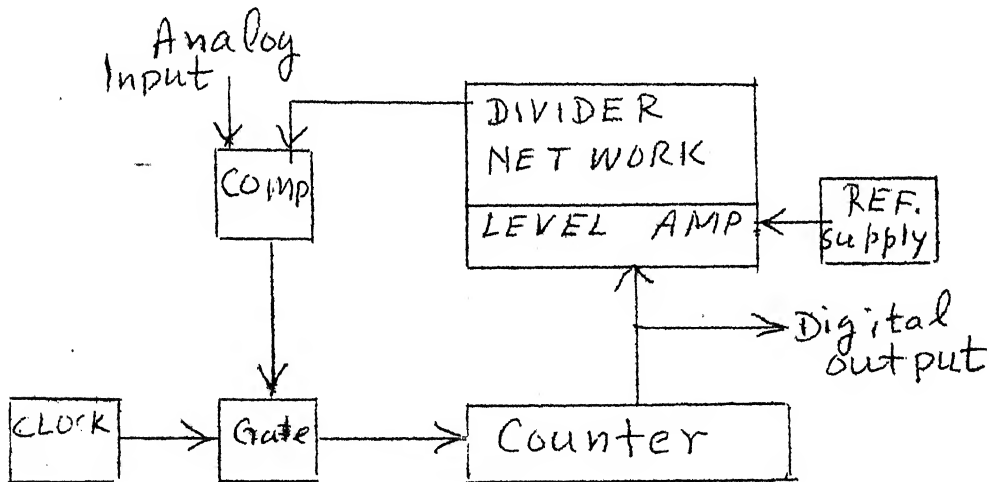 Analog
Input
DIVIDER
NETWORK
COMP
LEVEL AMP
REF.
supply
Digital
output
CLOCK
Gate
Counter